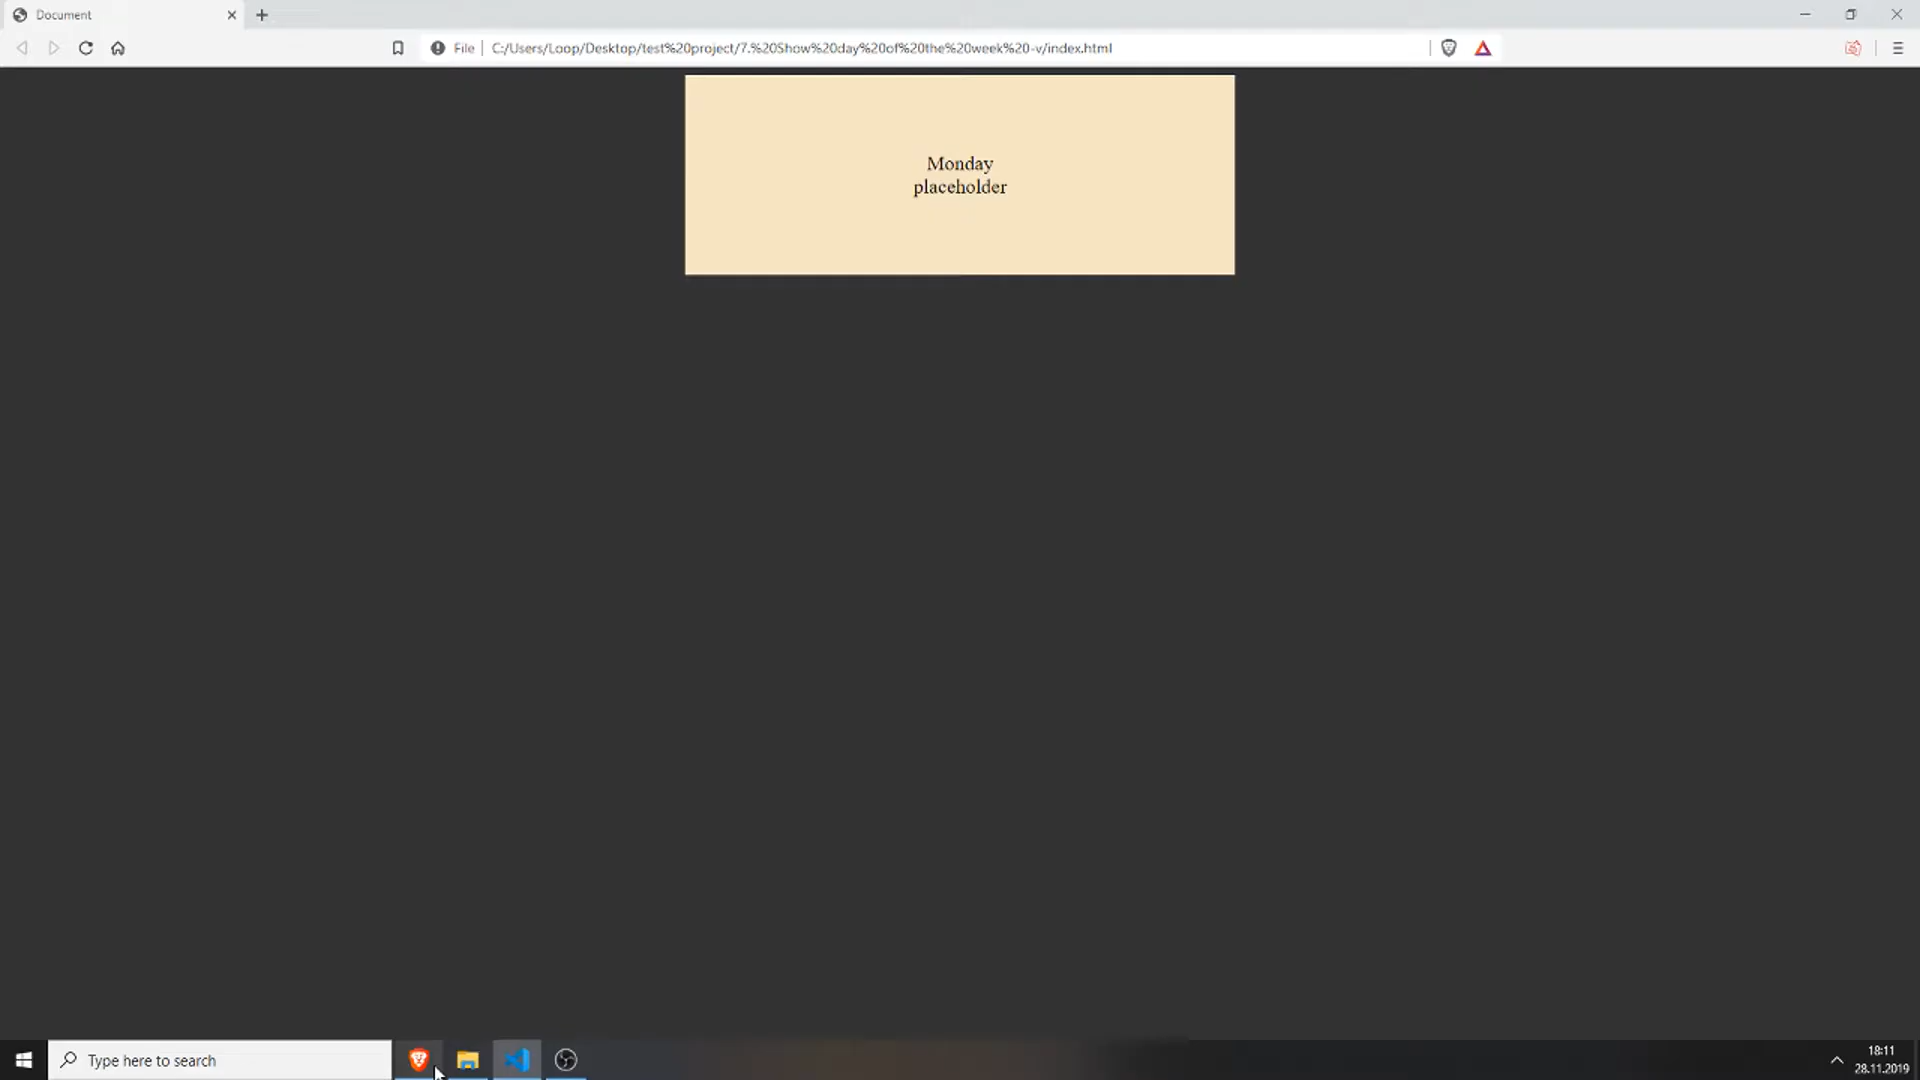 Document
File
C:/Users/Loop/Desktop/test%20project/7.%20Show%20day%20of%20the%20week%20-v/index.html
Monday
placeholder
Type here to search
18:11
28.11.2019